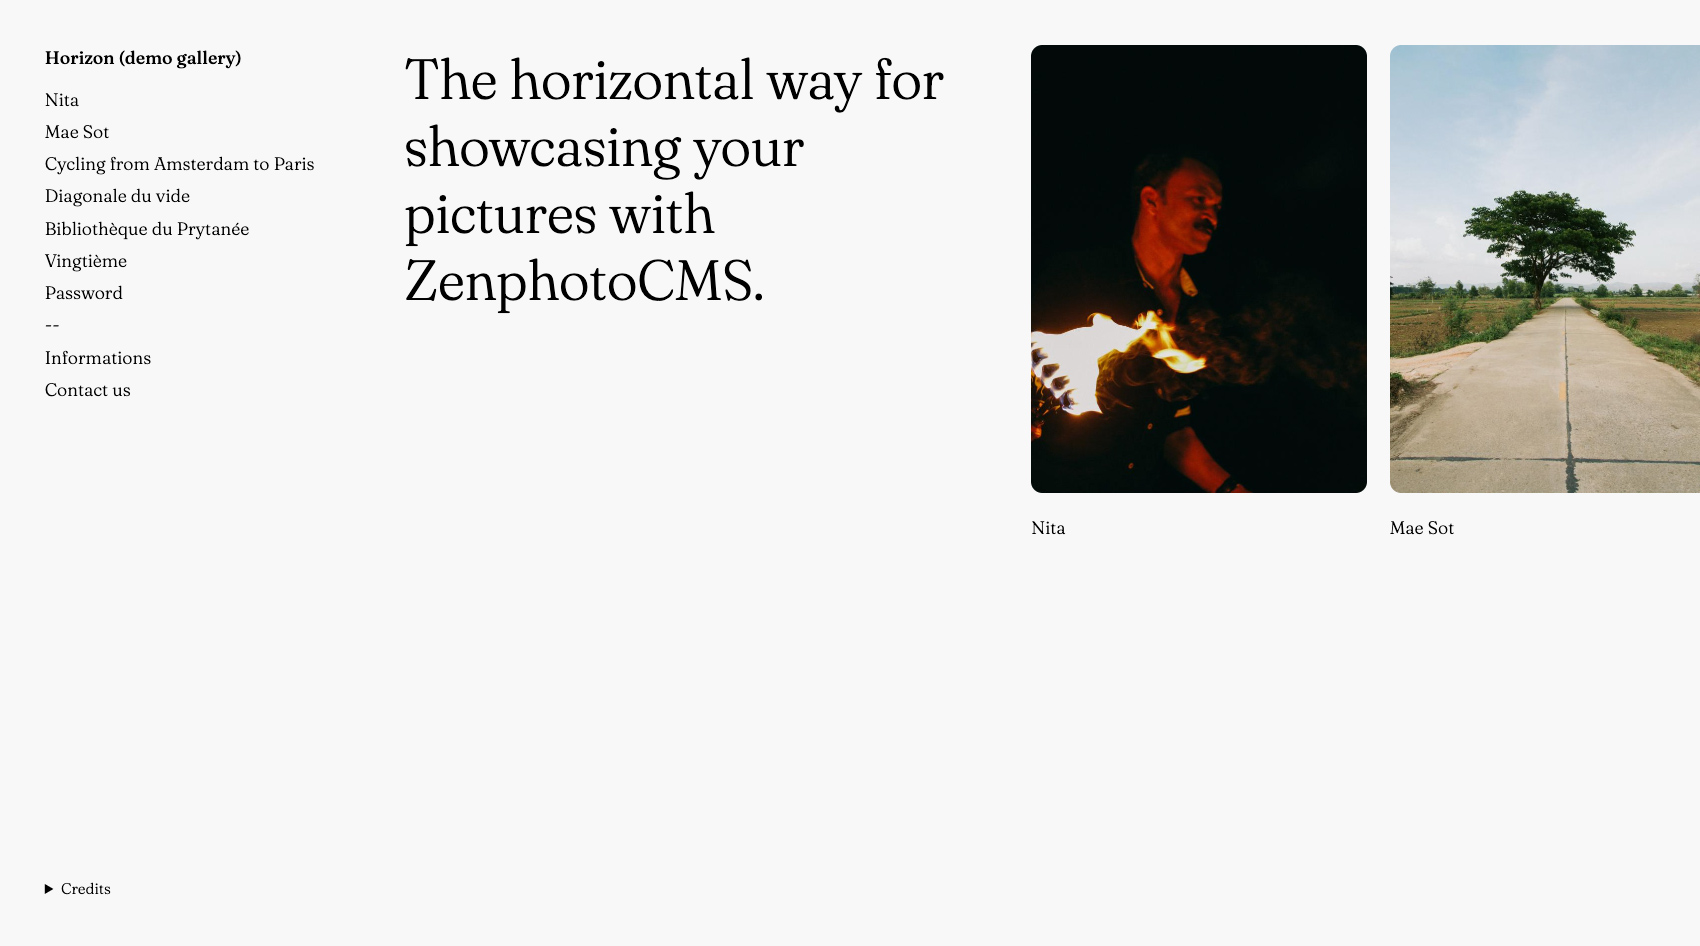 Horizon (demo gallery)
Nita
Mae Sot
Cycling from Amsterdam to Paris
Diagonale du vide
Bibliothèque du Prytanée
Vingtième
Password
--
Informations
Contact us
The horizontal way for
showcasing your
pictures with
ZenphotoCMS.
Nita
Mae Sot
Credits